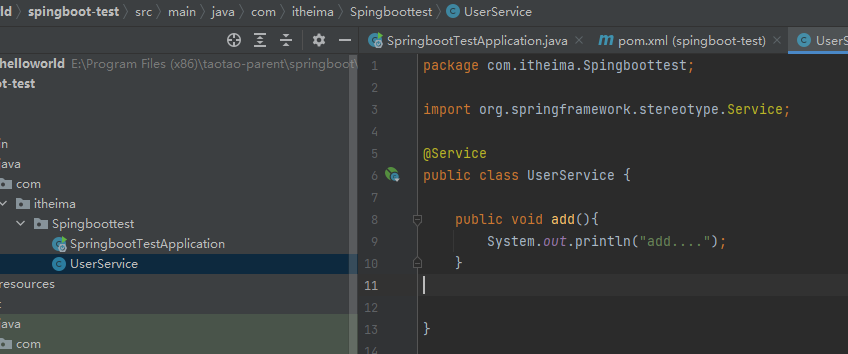 ld spingboot-test src main java com itheima Spingboottest UserService
SpringbootTestApplication.java pom.xml (spingboot-test) UserS
helloworld E:\Program Files (x86)\taotao-parent\springboot\
ot-test
in
java
com
itheima
Spingboottest
SpringbootTestApplication
UserService
resources
t
java
com
1 package com.itheima.Spingboottest;
2
3 import org.springframework.stereotype.Service;
4
5 @Service
6 public class UserService {
7
8 public void add(){
9 System.out.println("add....");
10 }
11
12
13 }
14